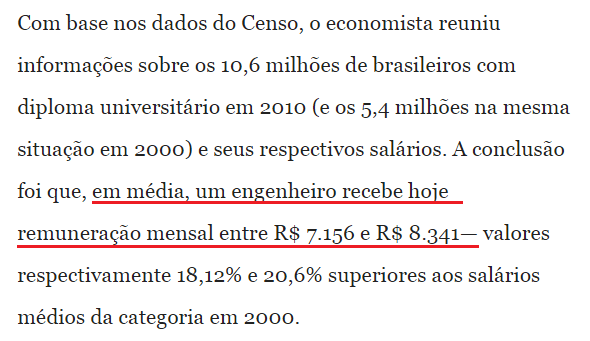 Com base nos dados do Censo, o economista reuniu
informações sobre os 10,6 milhões de brasileiros com
diploma universitário em 2010 (e os 5,4 milhões na mesma
situação em 2000) e seus respectivos salários. A conclusão
foi que, em média, um engenheiro recebe hoje
remuneração mensal entre R$ 7.156 e R$ 8.341— valores
respectivamente 18,12% e 20,6% superiores aos salários
médios da categoria em 2000.